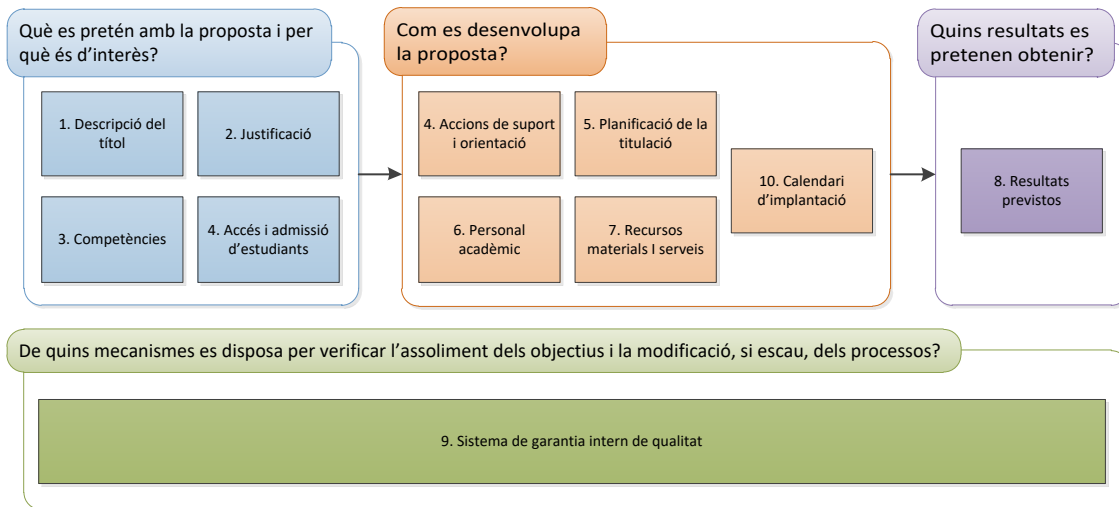 Què es pretén amb la proposta i per
què és d'interès?
1. Descripció del
títol
2. Justificació
3. Competències
4. Accés i admissió
d'estudiants
Com es desenvolupa
la proposta?
4. Accions de suport
i orientació
5. Planificació de la
titulació
6. Personal
acadèmic
7. Recursos
materials I serveis
10. Calendari
d'implantació
Quins resultats es
pretenen obtenir?
8. Resultats
previstos
De quins mecanismes es disposa per verificar l'assoliment dels objectius i la modificació, si escau, dels processos?
9. Sistema de garantia intern de qualitat